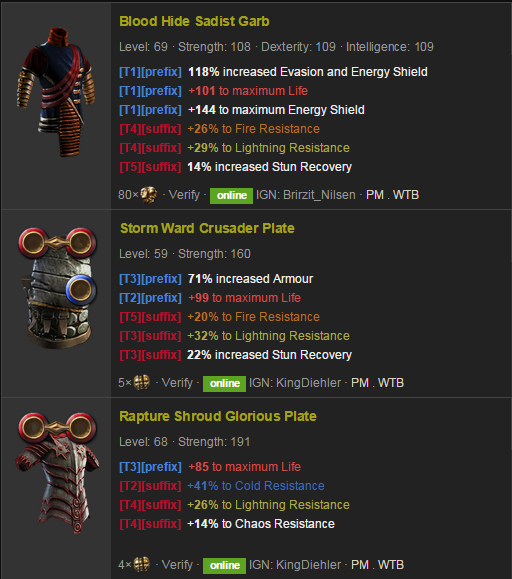 Blood Hide Sadist Garb
Level: 69 · Strength: 108 · Dexterity: 109 · Intelligence: 109
[T1][prefix] 118% increased Evasion and Energy Shield
[T1][prefix] +101 to maximum Life
[T1][prefix] +144 to maximum Energy Shield
[T4][suffix] +26% to Fire Resistance
[T4][suffix] +29% to Lightning Resistance
[T5][suffix] 14% increased Stun Recovery
80× · Verify · online IGN: Brirzit_Nilsen · PM . WTB
Storm Ward Crusader Plate
Level: 59 · Strength: 160
[T3][prefix] 71% increased Armour
[T2][prefix] +99 to maximum Life
[T5][suffix] +20% to Fire Resistance
[T3][suffix] +32% to Lightning Resistance
[T3][suffix] 22% increased Stun Recovery
5× · Verify · online IGN: KingDiehler · PM . WTB
Rapture Shroud Glorious Plate
Level: 68 · Strength: 191
[T3][prefix] +85 to maximum Life
[T2][suffix] +41% to Cold Resistance
[T4][suffix] +26% to Lightning Resistance
[T4][suffix] +14% to Chaos Resistance
4× · Verify · online IGN: KingDiehler · PM . WTB